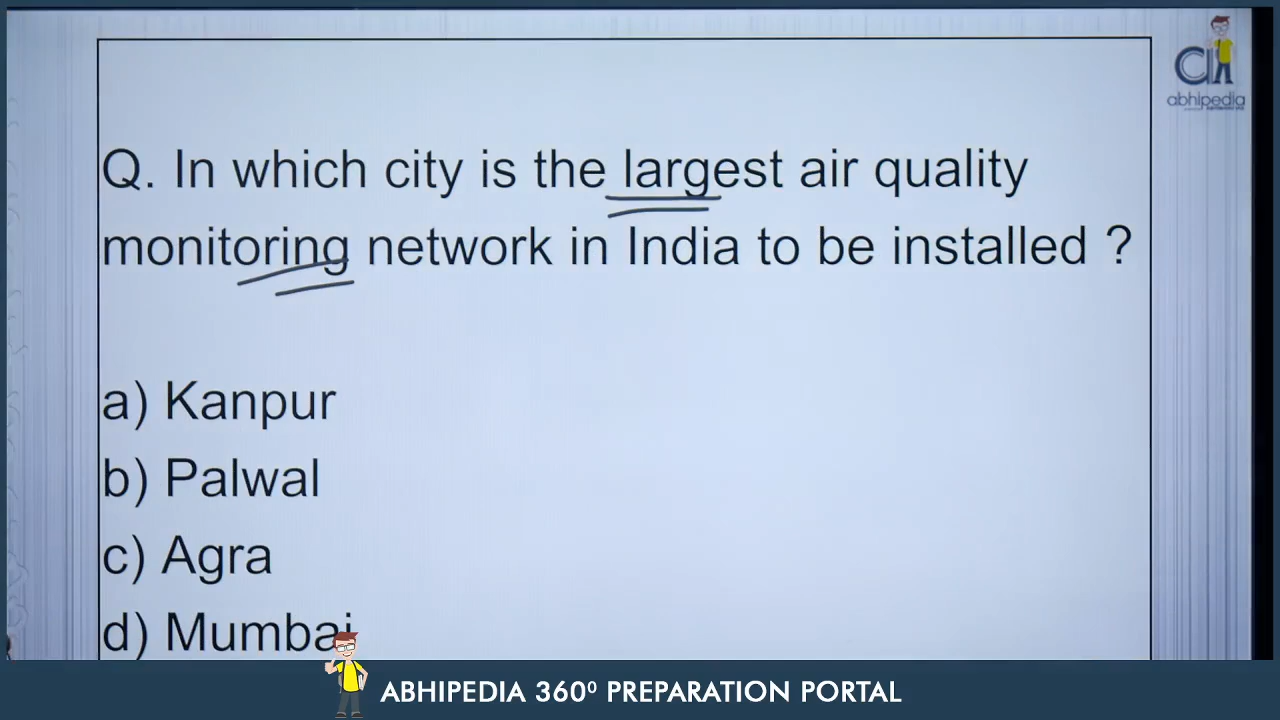 abhipedia
Q. In which city is the largest air quality
monitoring network in India to be installed ?
a) Kanpur
b) Palwal
c) Agra
d) Mumbai
ABHIPEDIA 360⁰ PREPARATION PORTAL